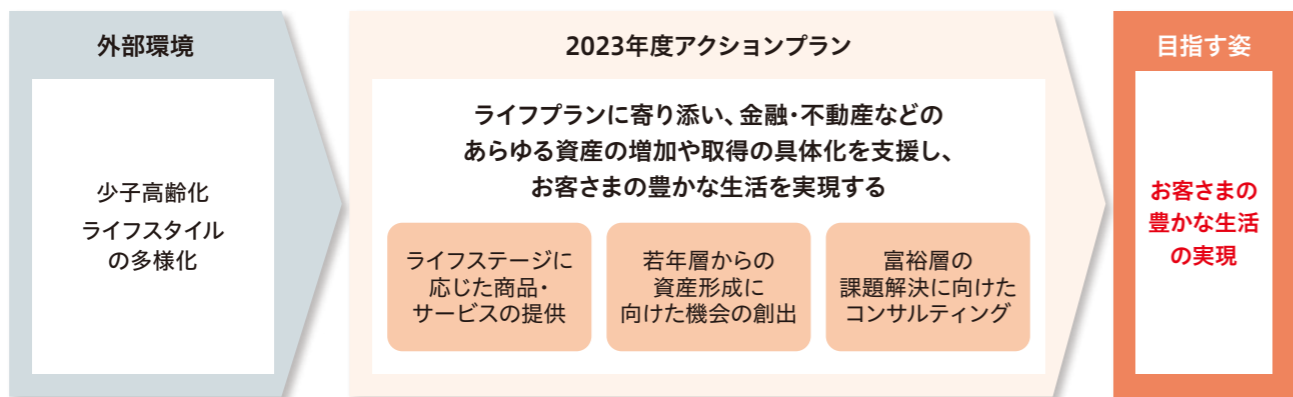 外部環境
少子高齢化
ライフスタイル
の多様化
2023年度アクションプラン
ライフプランに寄り添い、金融・不動産などの
あらゆる資産の増加や取得の具体化を支援し、
お客さまの豊かな生活を実現する
ライフステージに
応じた商品・
サービスの提供
若年層からの
資産形成に
向けた機会の創出
富裕層の
課題解決に向けた
コンサルティング
目指す姿
お客さまの
豊かな生活
の実現